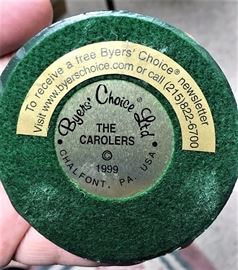 To receive a free Byers' Choice® newsletter
Visit www.byerschoice.com or call (215)822-6700
Byers' Choice Ltd.
THE
CAROLERS
©
1999
CHALFONT, PA. USA